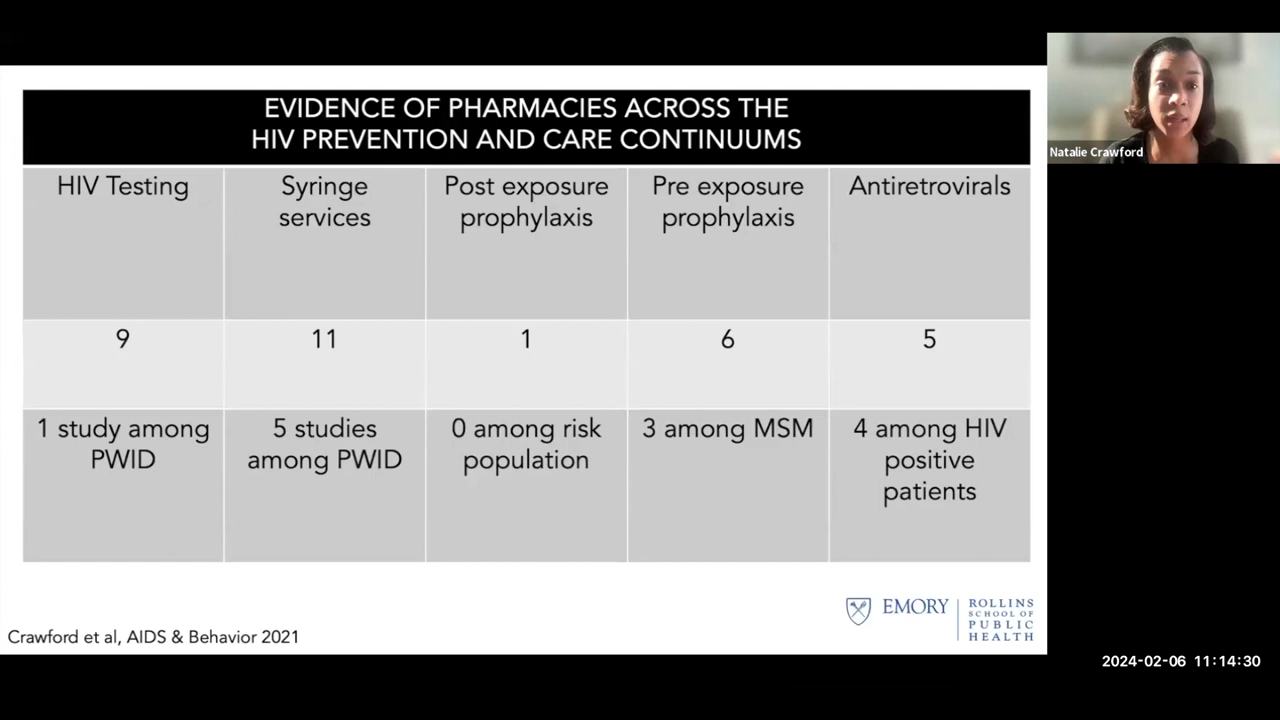 EVIDENCE OF PHARMACIES ACROSS THE
HIV PREVENTION AND CARE CONTINUUMS
HIV Testing
Syringe
services
Post exposure
prophylaxis
Pre exposure
prophylaxis
Antiretrovirals
9
11
1
6
5
1 study among
PWID
5 studies
among PWID
0 among risk
population
3 among MSM
4 among HIV
positive
patients
Crawford et al, AIDS & Behavior 2021
EMORY
ROLLINS
SCHOOL OF
PUBLIC
HEALTH
Natalie Crawford
2024-02-06 11:14:30